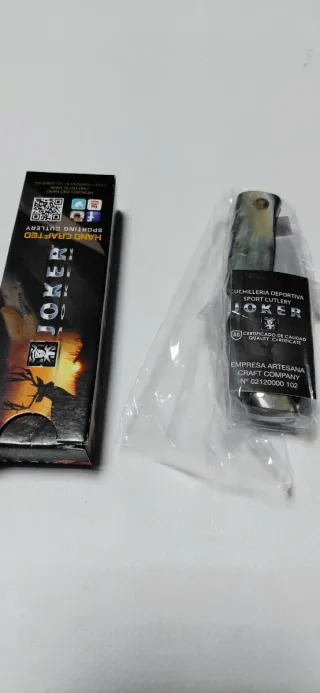 HAND CRAFTED
SPORTING CUTLERY
JOKER
CUCHILLERIA DEPORTIVA
SPORT CUTLERY
JOKER
CERTIFICADO DE CALIDAD
QUALITY CERTIFICATE
EMPRESA ARTESANA
CRAFT COMPANY
Nº 02120000 102